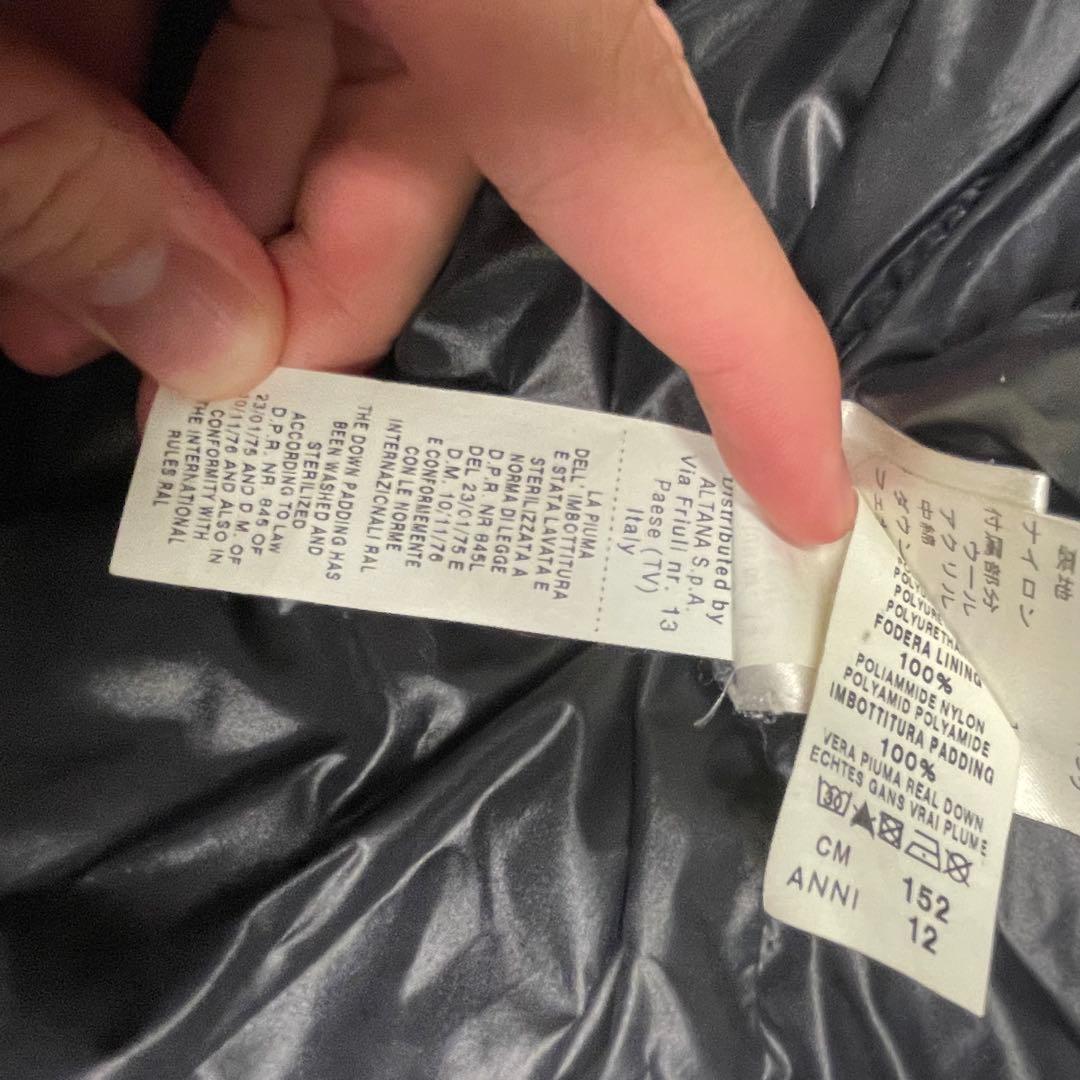 Distributed by
ALTANA S.p.A.
Via Friuli nr. 13
Paese (TV)
Italy
LA PIUMA
DELL'IMBOTTITURA
E STATA LAVATA E
STERILIZZATA A
NORMA DI LEGGE
D.P.R. NR 845L
DEL 23/01/75 E
D.M. 10/11/76
E CONFORMEMENTE
CON LE NORME
INTERNAZIONALI RAL
THE DOWN PADDING HAS
BEEN WASHED AND
STERILIZED
ACCORDING TO LAW
D.P.R. NR. 845 OF
23/01/75 AND D.M. OF
10/11/76 AND ALSO IN
CONFORMITY WITH
THE INTERNATIONAL
RULES RAL
裏地
ナイロン
付属部分
ウール
アクリル
中綿
ダウン
フェ
FODERA LINING
100%
POLIAMMIDE NYLON
POLYAMID POLYAMIDE
IMBOTTITURA PADDING
100%
VERA PIUMA REAL DOWN
ECHTES GANS VRAI PLUME
30
CM 152
ANNI 12